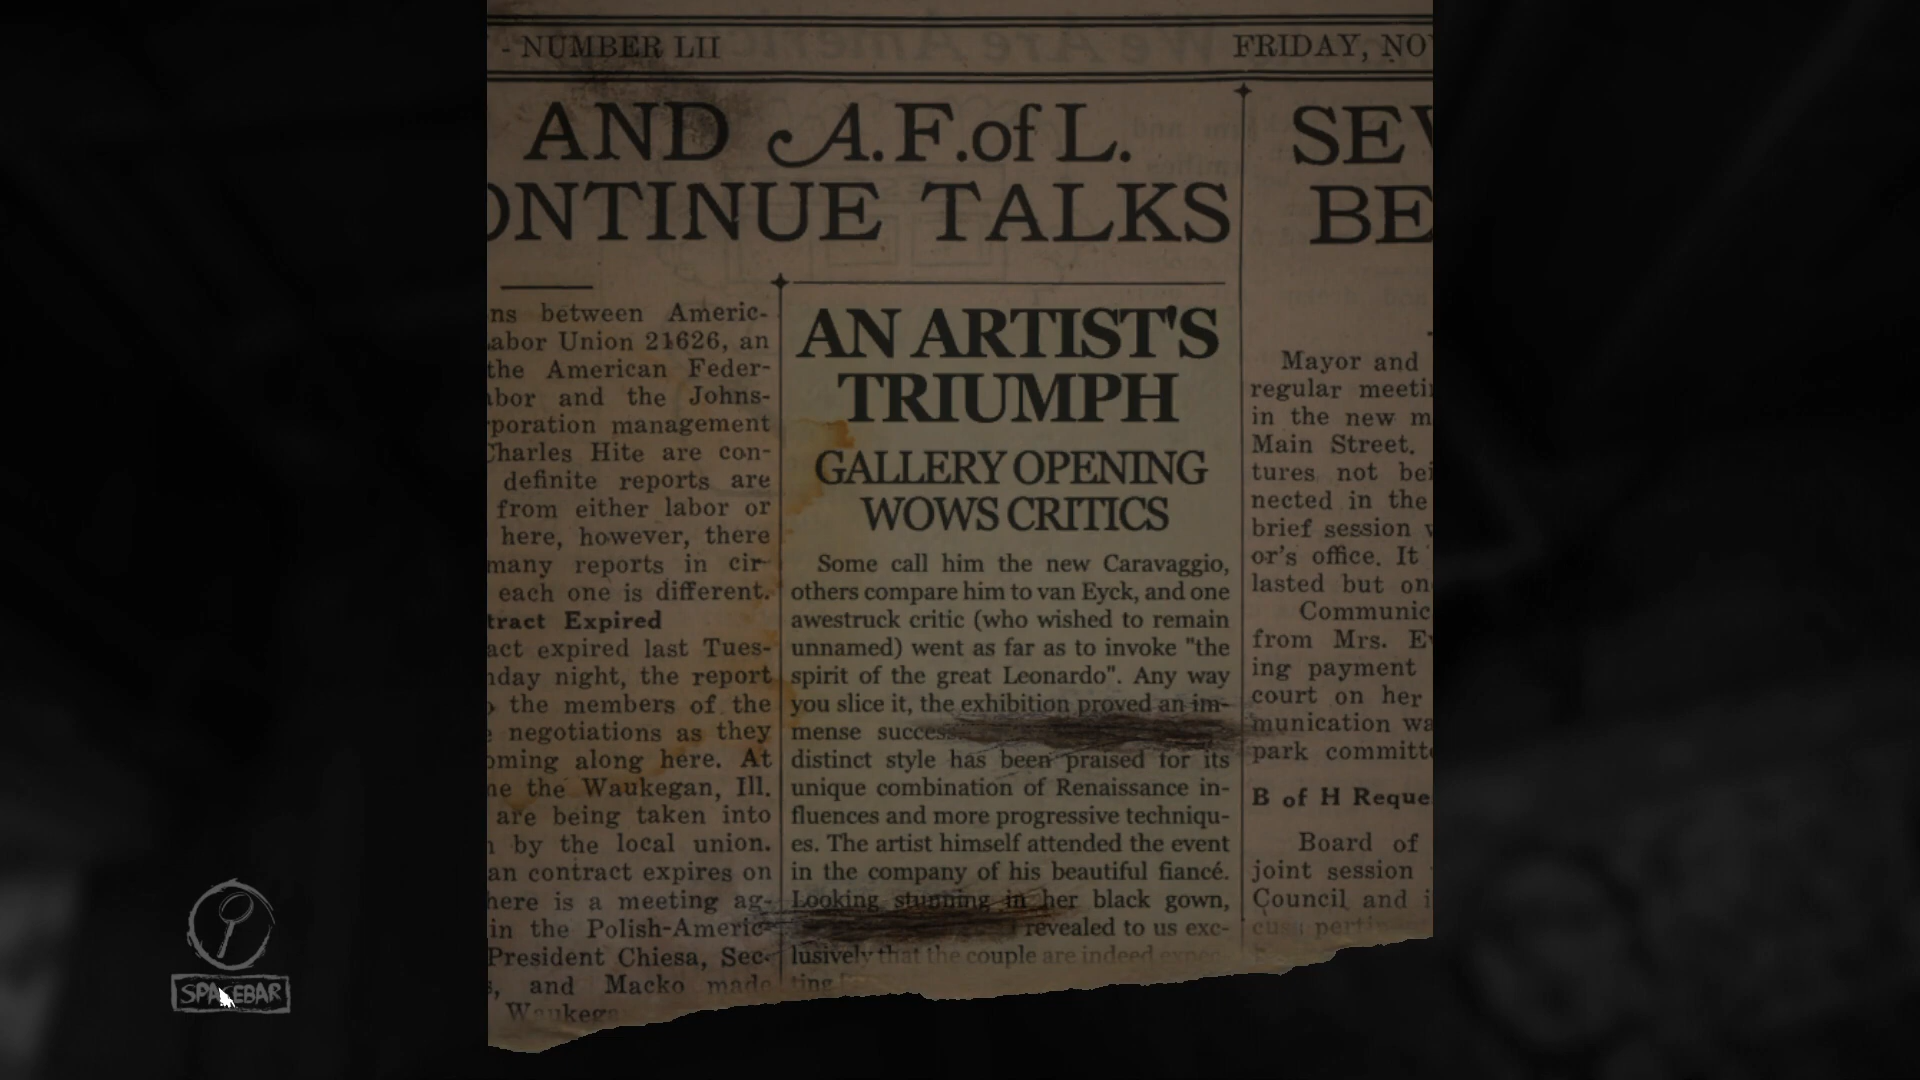 - NUMBER LII
FRIDAY, NO
AND A. F. of L.
ONTINUE TALKS
SEV
BE
ns between Americ-
abor Union 21626, an
the American Feder-
abor and the Johns-
rporation management
Charles Hite are con-
definite reports are
from either labor or
here, however, there
many reports in cir-
each one is different.
tract Expired
act expired last Tues-
nday night, the report
the members of the
negotiations as they
oming along here. At
ne the Waukegan, Ill.
are being taken into
by the local union.
an contract expires on
here is a meeting ag-
in the Polish-Americ-
President Chiesa, Sec-
s, and Macko made
Waukega
AN ARTIST'S
TRIUMPH
GALLERY OPENING
WOWS CRITICS
Some call him the new Caravaggio,
others compare him to van Eyck, and one
awestruck critic (who wished to remain
unnamed) went as far as to invoke "the
spirit of the great Leonardo". Any way
you slice it, the exhibition proved an im-
mense succes
distinct style has been praised for its
unique combination of Renaissance in-
fluences and more progressive techniqu-
es. The artist himself attended the event
in the company of his beautiful fiancé.
Looking stunning in her black gown,
revealed to us exc-
lusively that the couple are indeed expec-
ting
Mayor and
regular meeti
in the new m
Main Street.
tures not bei
nected in the
brief session
or's office. It
lasted but on
Communic
from Mrs. E
ing payment
court on her
munication wa
park committe
B of H Reque
Board of
joint session
Council and i
cuss pertin
SPACEBAR